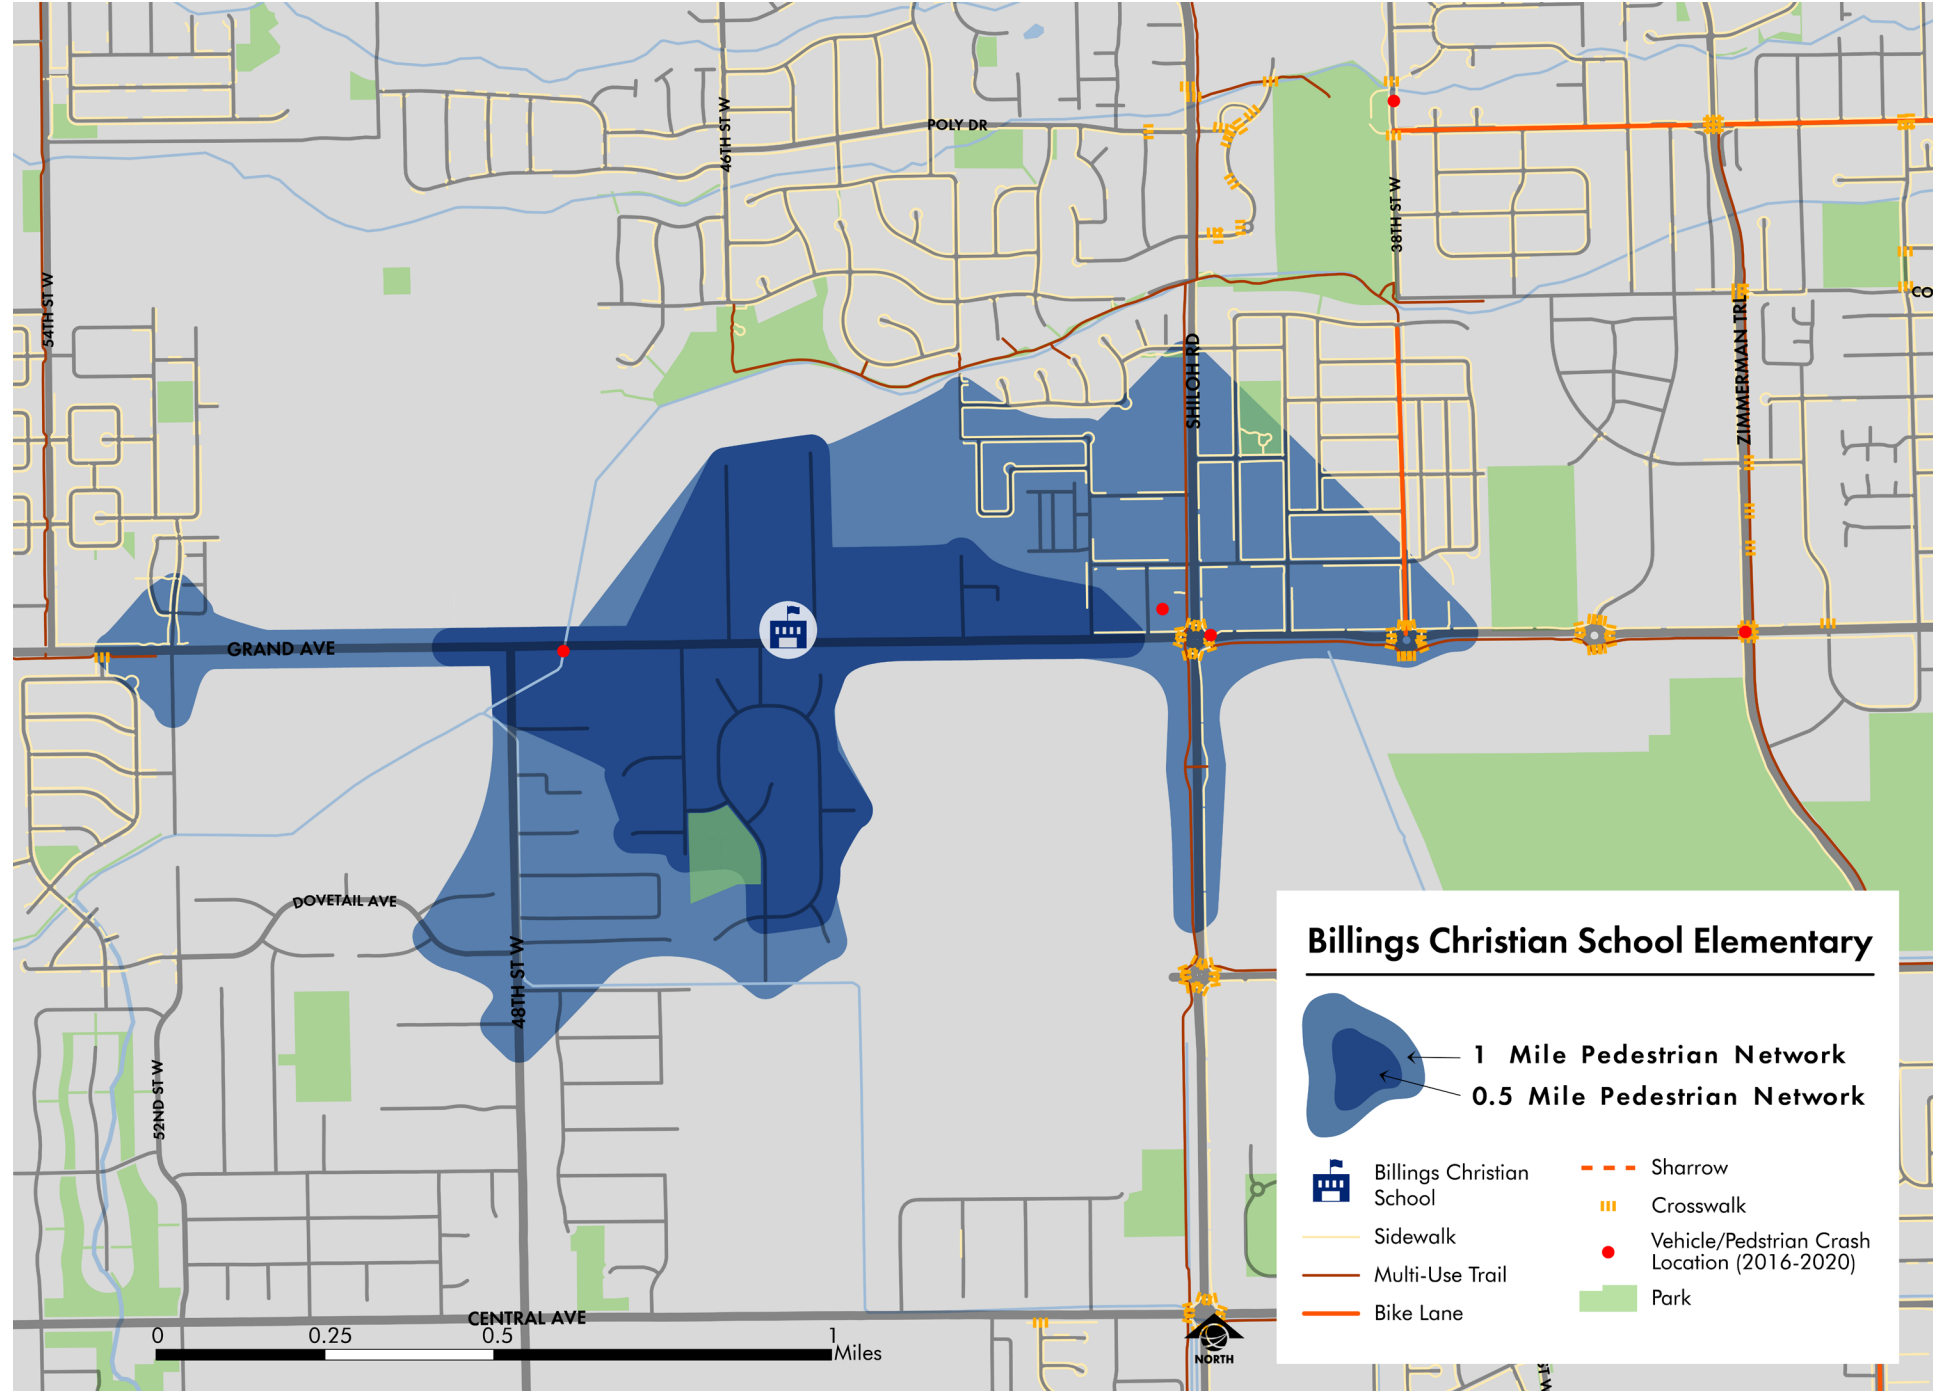 POLY DR
46TH ST W
38TH ST W
54TH ST W
CO
SHILOH RD
ZIMMERMAN TRL
GRAND AVE
DOVETAIL AVE
48TH ST W
52ND ST W
CENTRAL AVE
0 0.25 0.5 1
Miles
NORTH
ST W
Billings Christian School Elementary
1 Mile Pedestrian Network
0.5 Mile Pedestrian Network
Billings Christian
School
Sidewalk
Multi-Use Trail
Bike Lane
Sharrow
Crosswalk
Vehicle/Pedstrian Crash
Location (2016-2020)
Park